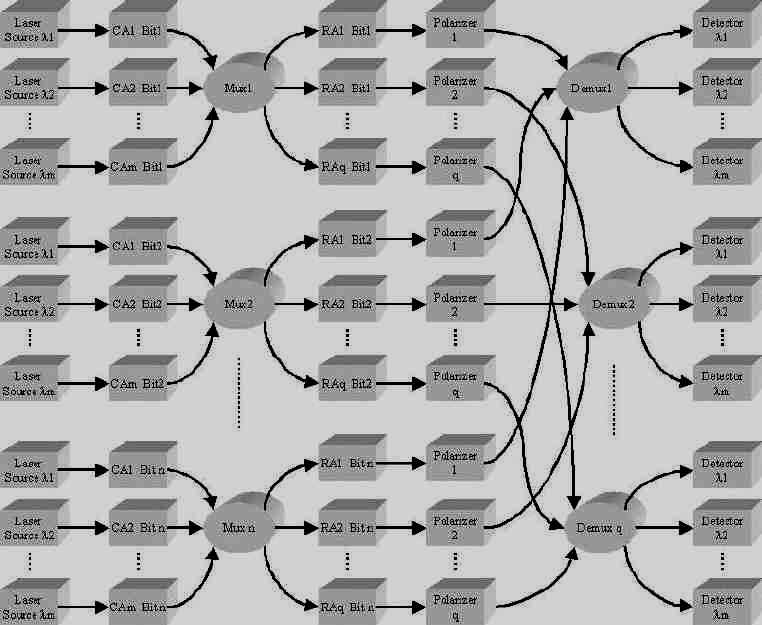 Laser
Source λ1
CA1 Bit1
RA1 Bit1
Polarizer
1
Detector
λ1
Laser
Source λ2
CA2 Bit1
Mux1
RA2 Bit1
Polarizer
2
Demux1
Detector
λ2
Laser
Source λm
CAm Bit1
RAq Bit1
Polarizer
q
Detector
λm
Laser
Source λ1
CA1 Bit2
RA1 Bit2
Polarizer
1
Detector
λ1
Laser
Source λ2
CA2 Bit2
Mux2
RA2 Bit2
Polarizer
2
Demux2
Detector
λ2
Laser
Source λm
CAm Bit2
RAq Bit2
Polarizer
q
Detector
λm
Laser
Source λ1
CA1 Bit n
RA1 Bit n
Polarizer
1
Detector
λ1
Laser
Source λ2
CA2 Bit n
Mux n
RA2 Bit n
Polarizer
2
Demux q
Detector
λ2
Laser
Source λm
CAm Bit n
RAq Bit n
Polarizer
q
Detector
λm